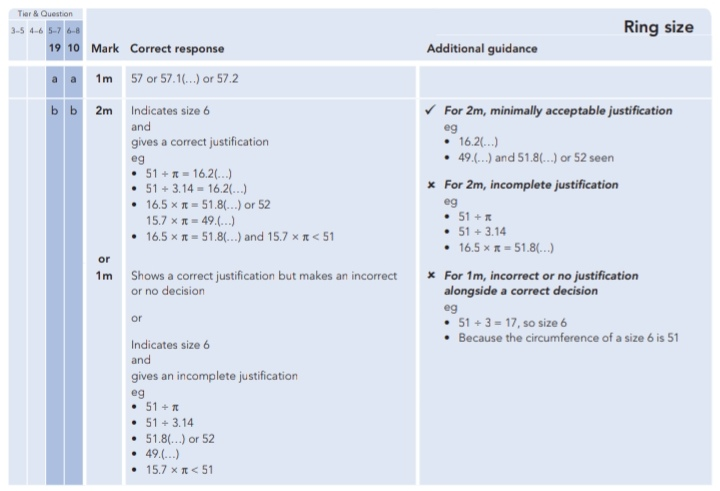 Tier & Question
Ring size
3–5 4–6 5–7 6–8
19 10 Mark Correct response Additional guidance
a a 1m 57 or 57.1(...) or 57.2
b b 2m Indicates size 6
and
gives a correct justification
eg
• 51 ÷ π = 16.2(...)
• 51 ÷ 3.14 = 16.2(...)
• 16.5 × π = 51.8(...) or 52
15.7 × π = 49.(...)
• 16.5 × π = 51.8(...) and 15.7 × π < 51
or
1m Shows a correct justification but makes an incorrect
or no decision
or
Indicates size 6
and
gives an incomplete justification
eg
• 51 ÷ π
• 51 ÷ 3.14
• 51.8(...) or 52
• 49.(...)
• 15.7 × π < 51
✓ For 2m, minimally acceptable justification
eg
• 16.2(...)
• 49.(...) and 51.8(...) or 52 seen
× For 2m, incomplete justification
eg
• 51 ÷ π
• 51 ÷ 3.14
• 16.5 × π = 51.8(...)
× For 1m, incorrect or no justification
alongside a correct decision
eg
• 51 ÷ 3 = 17, so size 6
• Because the circumference of a size 6 is 51